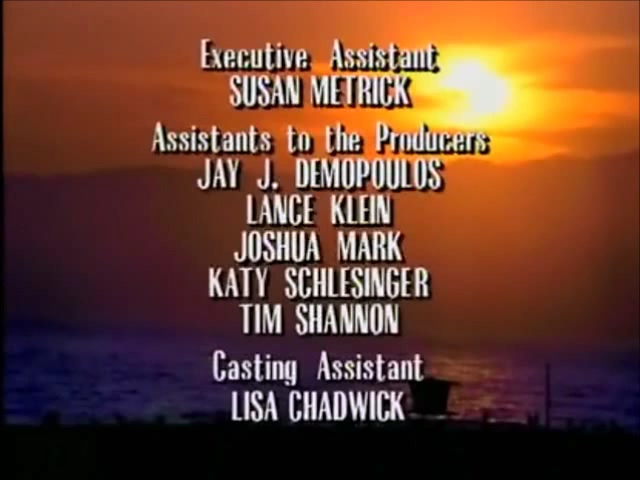 Executive Assistant
SUSAN METRICK
Assistants to the Producers
JAY J. DEMOPOULOS
LANCE KLEIN
JOSHUA MARK
KATY SCHLESINGER
TIM SHANNON
Casting Assistant
LISA CHADWICK